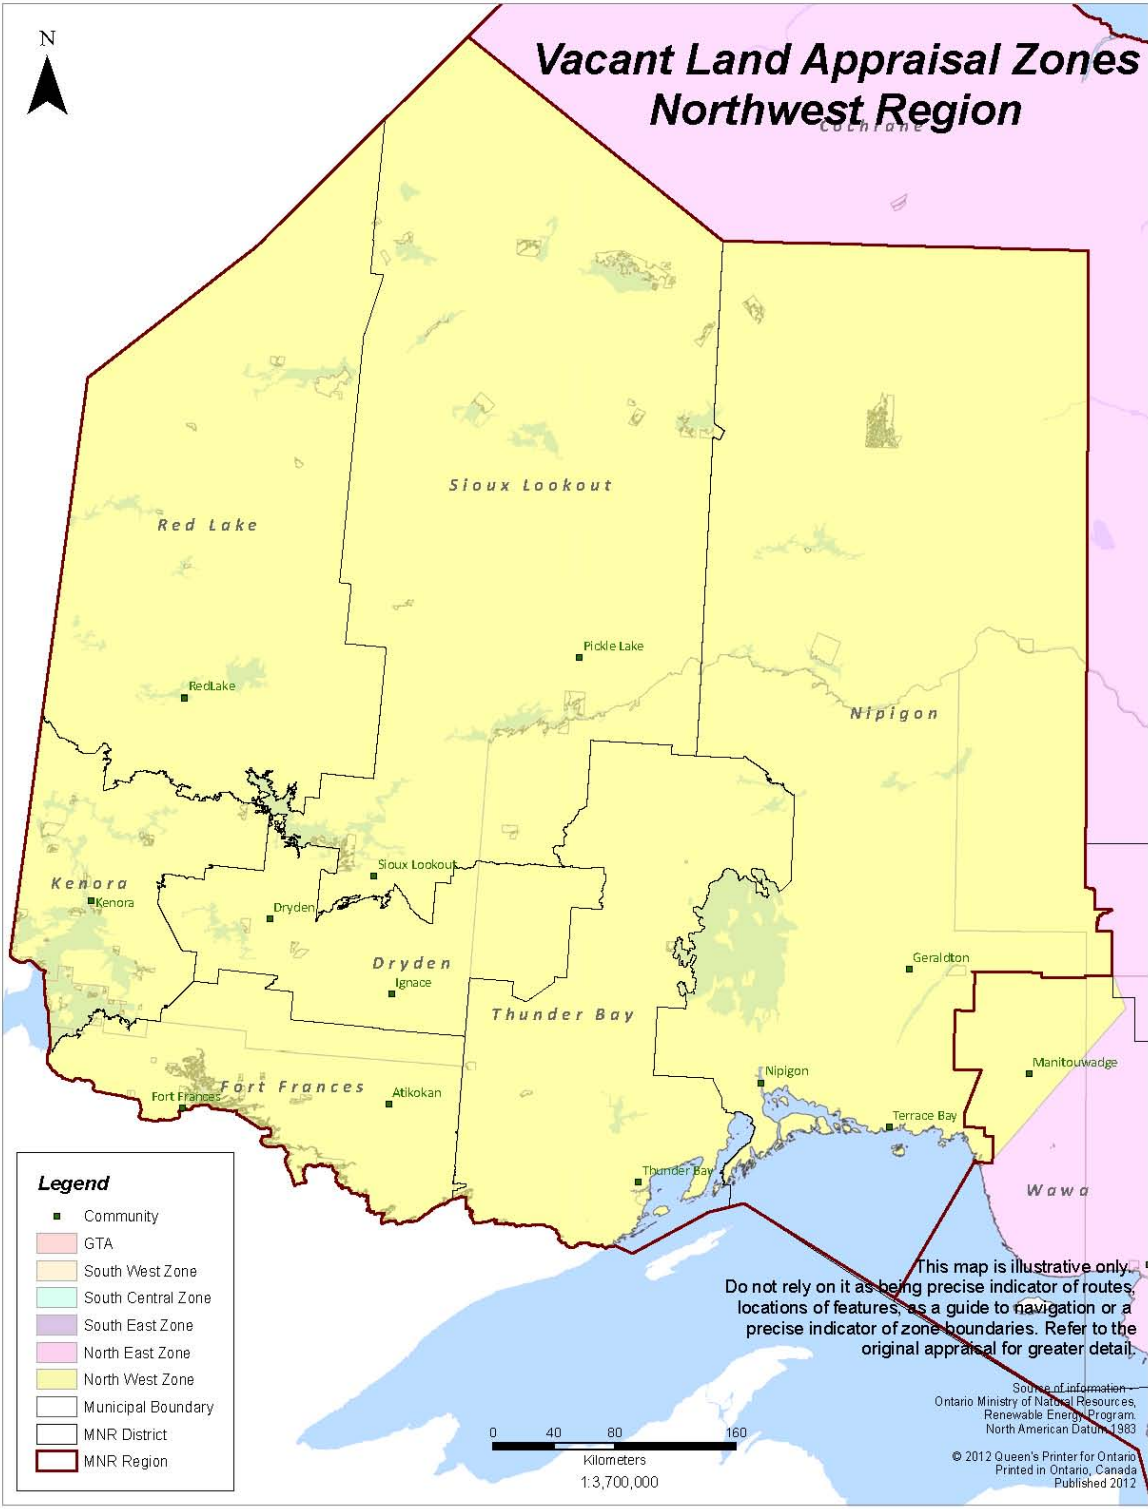 N
Vacant Land Appraisal Zones
Northwest Region
Cochrane
Sioux Lookout
Red Lake
Pickle Lake
RedLake
Nipigon
Sioux Lookout
Kenora
Kenora
Dryden
Dryden
Geraldton
Ignace
Thunder Bay
Manitouwadge
Nipigon
Fort Frances
Fort Frances
Atikokan
Terrace Bay
Thunder Bay
Wawa
Legend
Community
GTA
South West Zone
South Central Zone
South East Zone
North East Zone
North West Zone
Municipal Boundary
MNR District
MNR Region
This map is illustrative only.
Do not rely on it as being precise indicator of routes,
locations of features, as a guide to navigation or a
precise indicator of zone boundaries. Refer to the
original appraisal for greater detail.
Source of information -
Ontario Ministry of Natural Resources,
Renewable Energy Program.
North American Datum 1983
0 40 80 160
Kilometers
1:3,700,000
© 2012 Queen's Printer for Ontario
Printed in Ontario, Canada
Published 2012